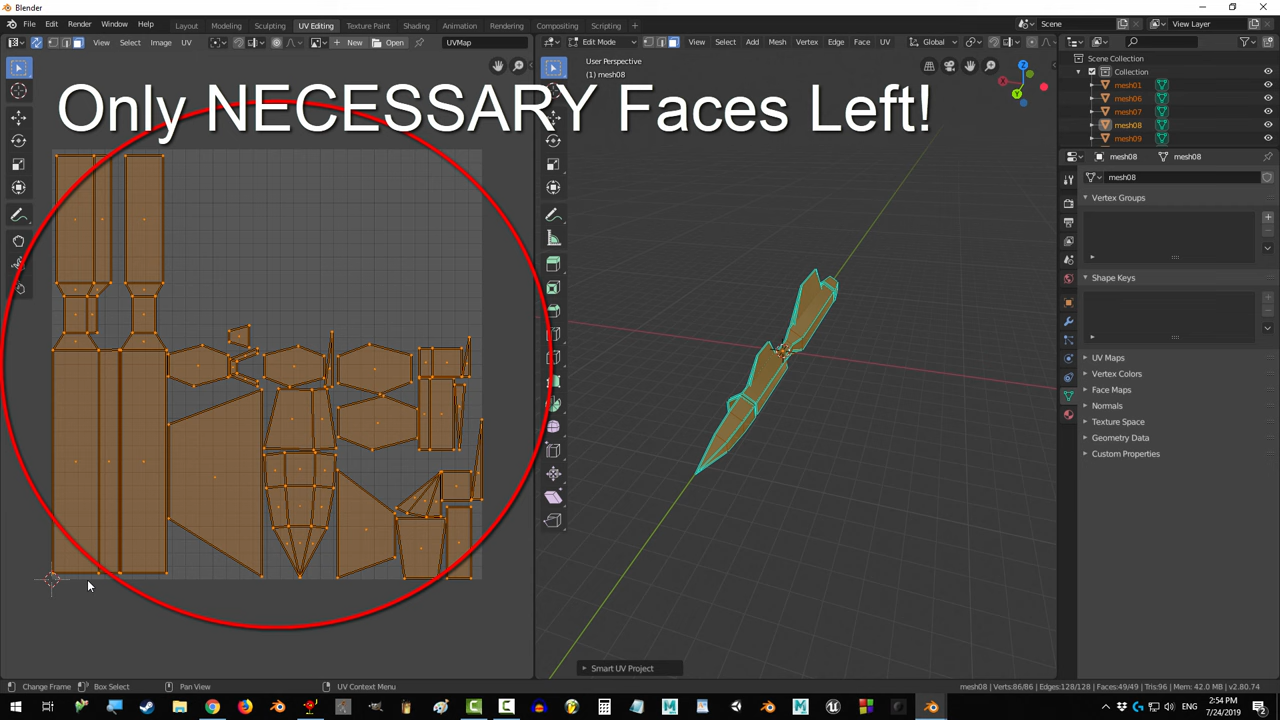 Blender
File Edit Render Window Help
Layout Modeling Sculpting UV Editing Texture Paint Shading Animation Rendering Compositing Scripting +
Scene
View Layer
View Select Image UV
New Open
UVMap
Edit Mode
View Select Add Mesh Vertex Edge Face UV
Global
User Perspective
(1) mesh08
Only NECESSARY Faces Left!
Scene Collection
Collection
mesh01
mesh06
mesh07
mesh08
mesh09
mesh08 mesh08
mesh08
Vertex Groups
Shape Keys
UV Maps
Vertex Colors
Face Maps
Normals
Texture Space
Geometry Data
Custom Properties
X
Y
Z
Smart UV Project
Change Frame Box Select Pan View UV Context Menu
mesh08 | Verts:86/86 | Edges:128/128 | Faces:49/49 | Tris:96 | Mem: 42.0 MB | v2.80.74
2:54 PM
7/24/2019